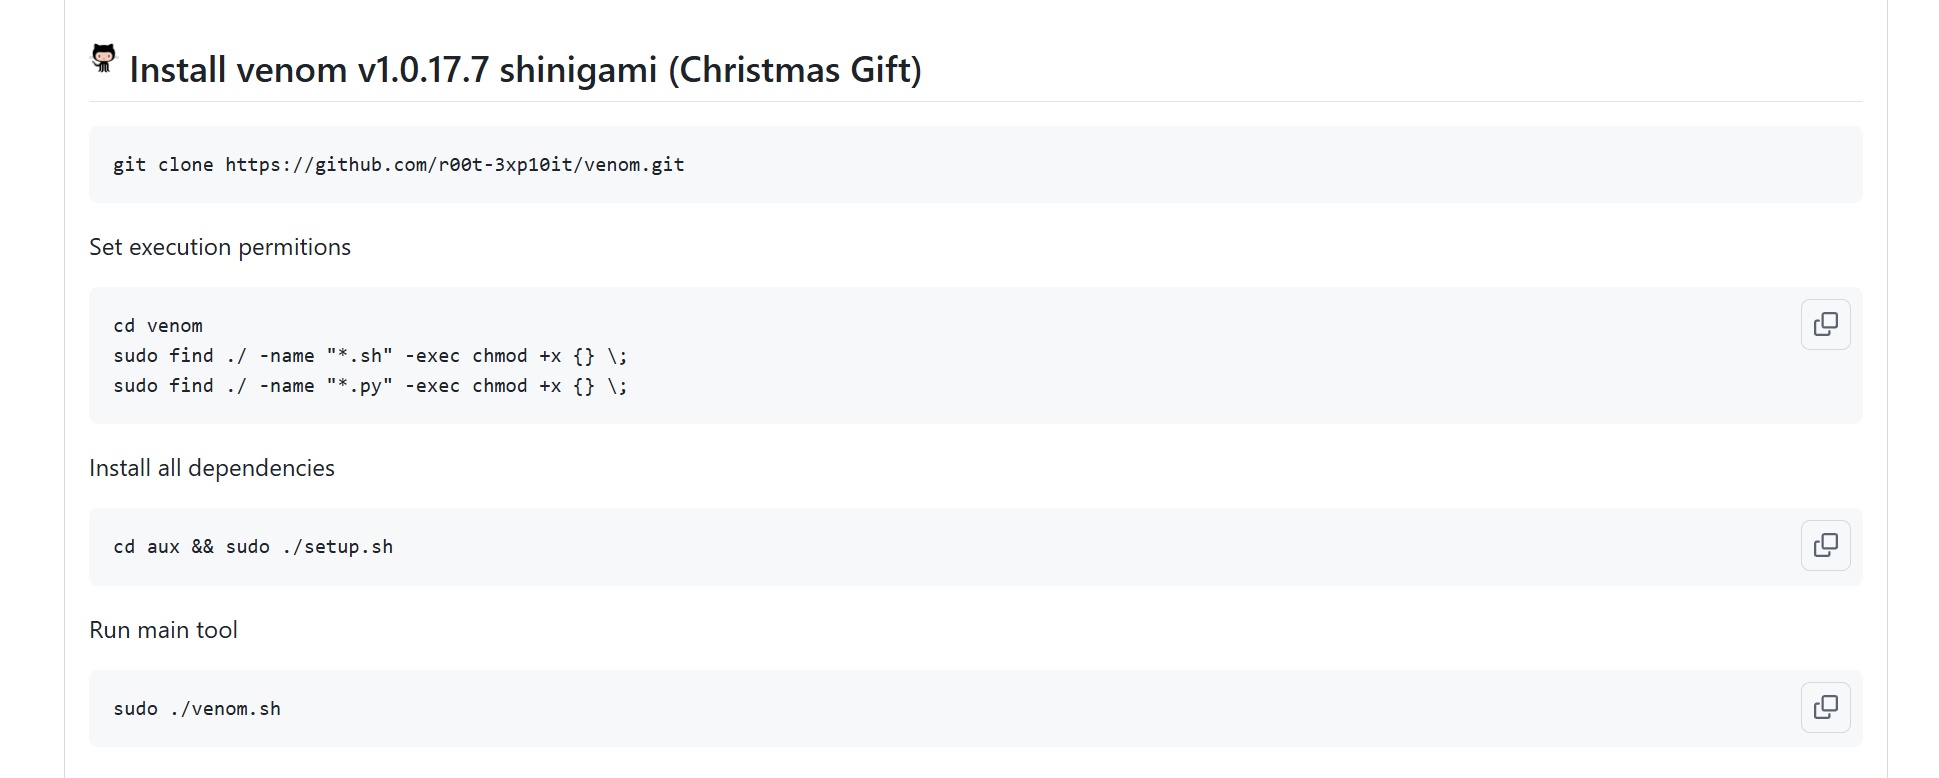 Install venom v1.0.17.7 shinigami (Christmas Gift)
git clone https://github.com/r00t-3xp10it/venom.git
Set execution permitions
cd venom
sudo find ./ -name "*.sh" -exec chmod +x {} \;
sudo find ./ -name "*.py" -exec chmod +x {} \;
Install all dependencies
cd aux && sudo ./setup.sh
Run main tool
sudo ./venom.sh